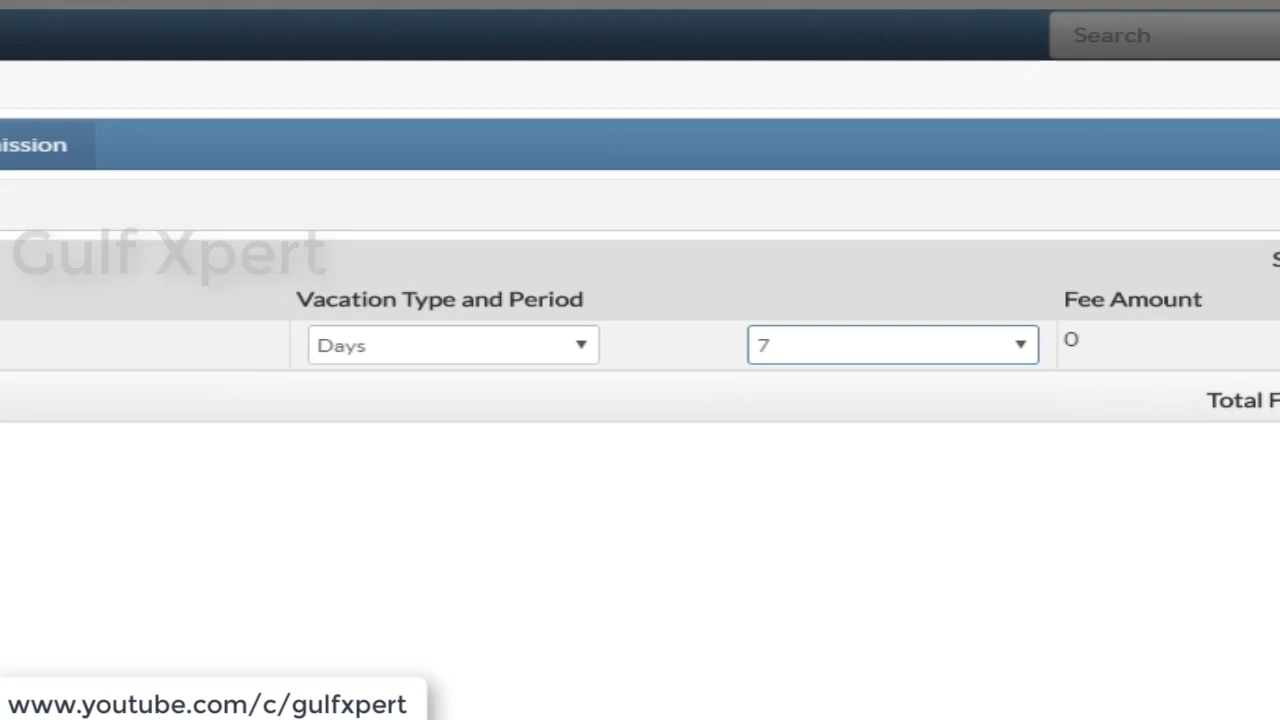 Search
ission
Gulf Xpert
Vacation Type and Period
Fee Amount
Days
7
0
Total F
www.youtube.com/c/gulfxpert